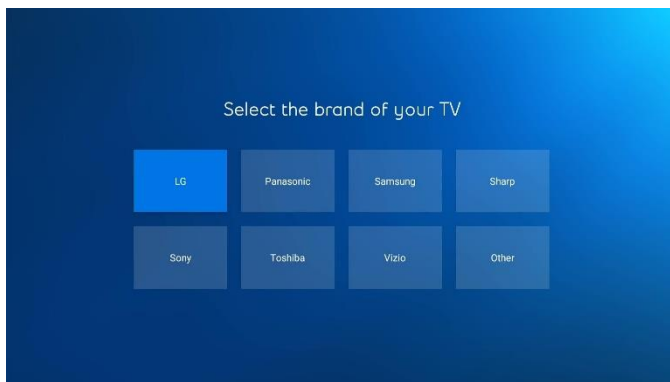 Select the brand of your TV
LG Panasonic Samsung Sharp
Sony Toshiba Vizio Other